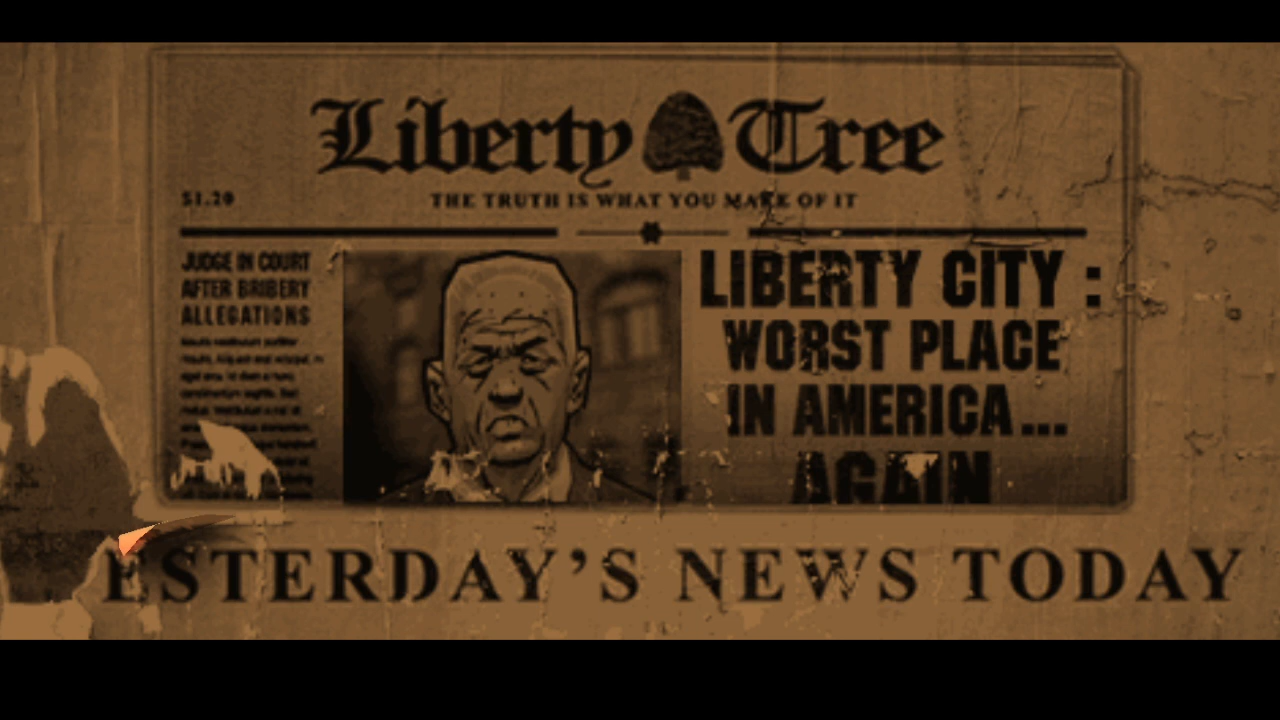 Liberty Tree
$1.20
THE TRUTH IS WHAT YOU MAKE OF IT
JUDGE IN COURT
AFTER BRIBERY
ALLEGATIONS
LIBERTY CITY :
WORST PLACE
IN AMERICA...
AGAIN
ESTERDAY'S NEWS TODAY